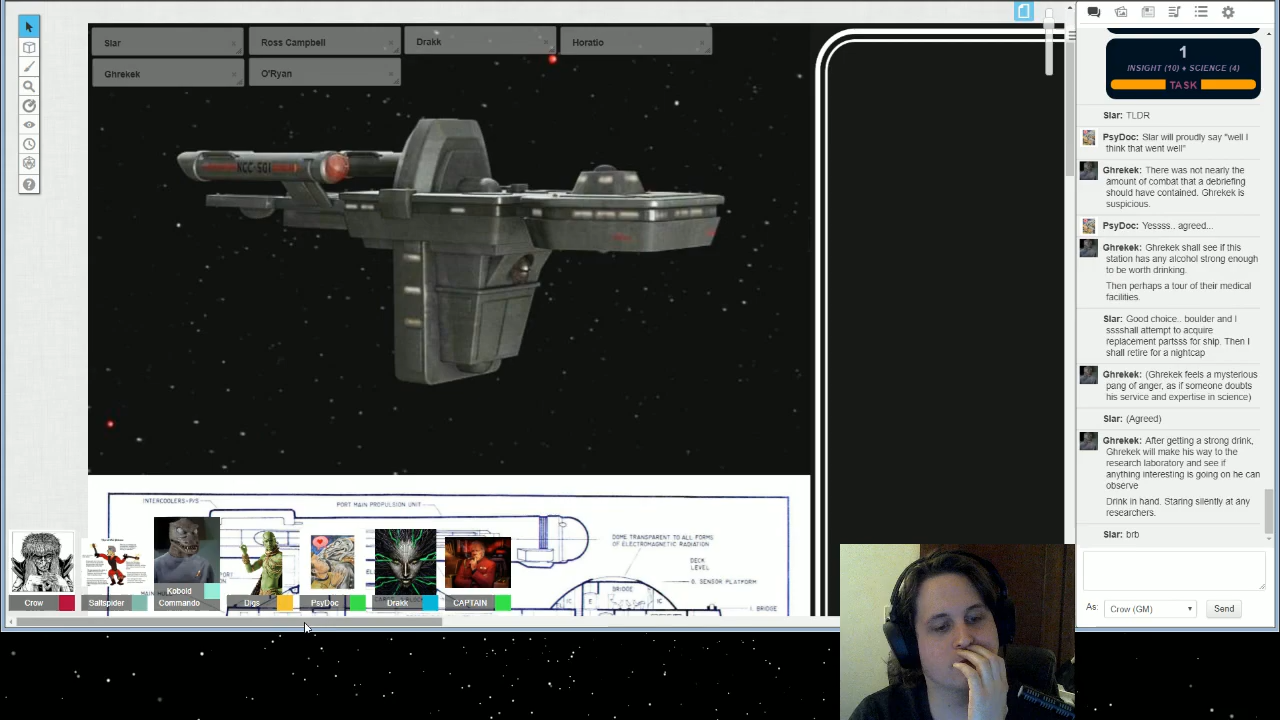 Slar
Ross Campbell
Drakk
Horatio
Ghrekek
O'Ryan
INTERCOOLERS-P/S
PORT MAIN PROPULSION UNIT
DOME TRANSPARENT TO ALL FORMS
OF ELECTROMAGNETIC RADIATION
DECK
LEVEL
0. SENSOR PLATFORM
BRIDGE
IC
1. BRIDGE
Crow
Saltspider
Kobold
Commando
Digs
PsyDoc
Drakk
CAPTAIN
1
INSIGHT (10) + SCIENCE (4)
TASK
Slar: TLDR
PsyDoc: Slar will proudly say "well I
think that went well"
Ghrekek: There was not nearly the
amount of combat that a debriefing
should have contained. Ghrekek is
suspicious.
PsyDoc: Yessss.. agreed...
Ghrekek: Ghrekek shall see if this
station has any alcohol strong enough
to be worth drinking.
Then perhaps a tour of their medical
facilities.
Slar: Good choice.. boulder and I
sssshall attempt to acquire
replacement partsss for ship. Then I
shall retire for a nightcap
Ghrekek: (Ghrekek feels a mysterious
pang of anger, as if someone doubts
his service and expertise in science)
Slar: (Agreed)
Ghrekek: After getting a strong drink,
Ghrekek will make his way to the
research laboratory and see if
anything interesting is going on he can
observe
Drink in hand. Staring silently at any
researchers.
Slar: brb
As:
Crow (GM)
Send